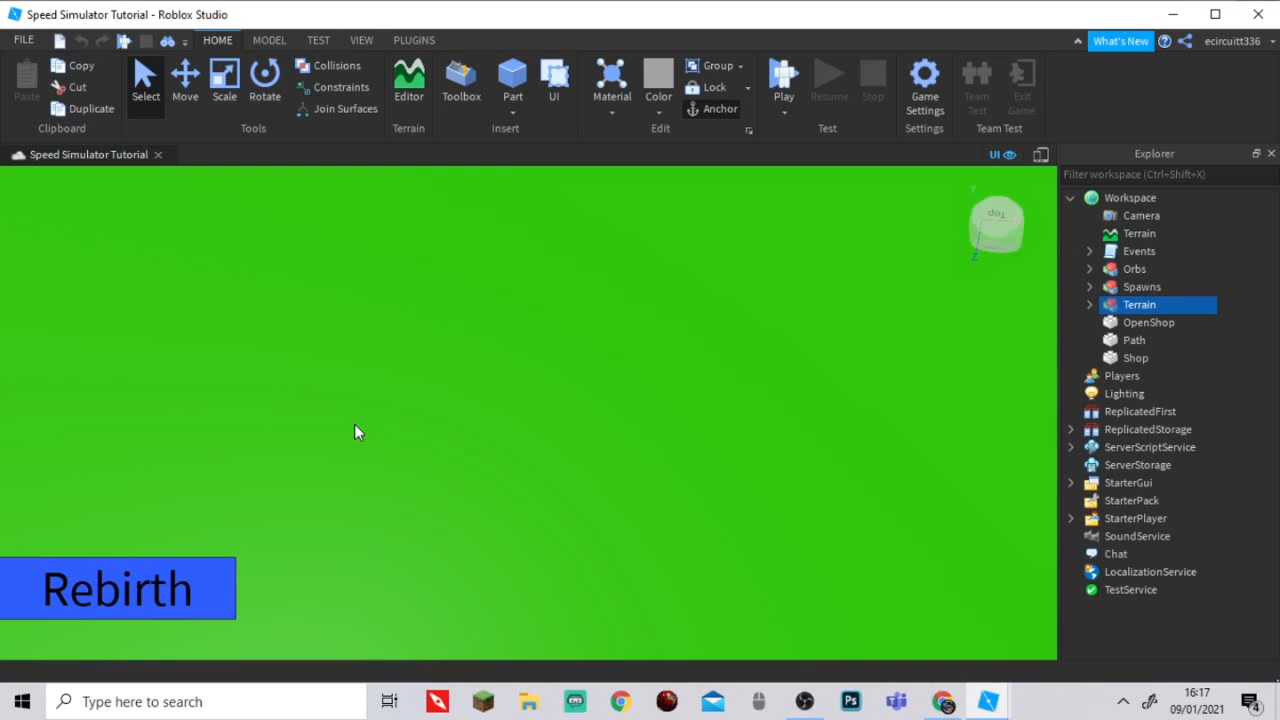 Speed Simulator Tutorial - Roblox Studio
FILE HOME MODEL TEST VIEW PLUGINS What's New ecircuitt336
Paste Copy Cut Duplicate Clipboard
Select Move Scale Rotate Collisions Constraints Join Surfaces Tools
Editor Terrain
Toolbox Part UI Insert
Material Color Group Lock Anchor Edit
Play Resume Stop Test
Game Settings Settings
Team Test Exit Game Team Test
Speed Simulator Tutorial UI Explorer
Filter workspace (Ctrl+Shift+X)
Workspace
Camera
Terrain
Events
Orbs
Spawns
Terrain
OpenShop
Path
Shop
Players
Lighting
ReplicatedFirst
ReplicatedStorage
ServerScriptService
ServerStorage
StarterGui
StarterPack
StarterPlayer
SoundService
Chat
LocalizationService
TestService
Y
Top
Z
Rebirth
Type here to search
Ps
16:17
09/01/2021
4